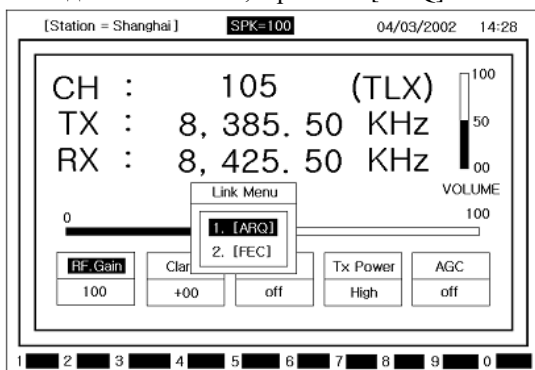 [Station = Shanghai] SPK=100 04/03/2002 14:28
CH : 105 (TLX)
TX : 8, 385. 50 KHz
RX : 8, 425. 50 KHz
100
50
00
VOLUME
Link Menu
1. [ARQ]
2. [FEC]
0 100
RF.Gain Tx Power AGC
100 +00 off High off
1 2 3 4 5 6 7 8 9 0